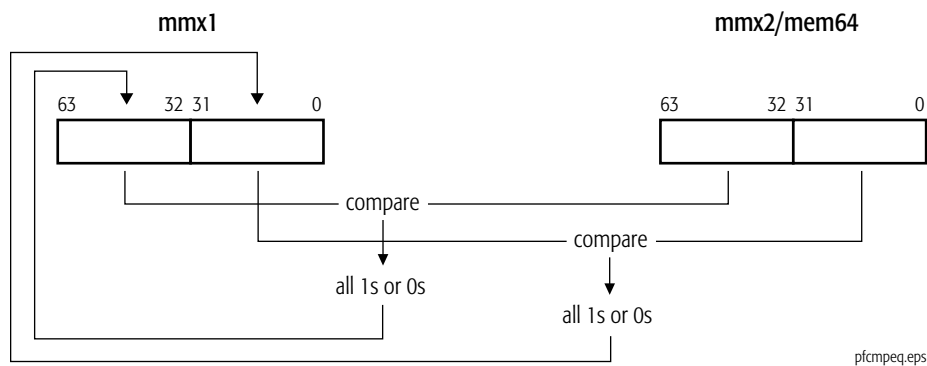 mmx1 mmx2/mem64
63 32 31 0 63 32 31 0
compare
compare
all 1s or 0s
all 1s or 0s
pfcmpeq.eps